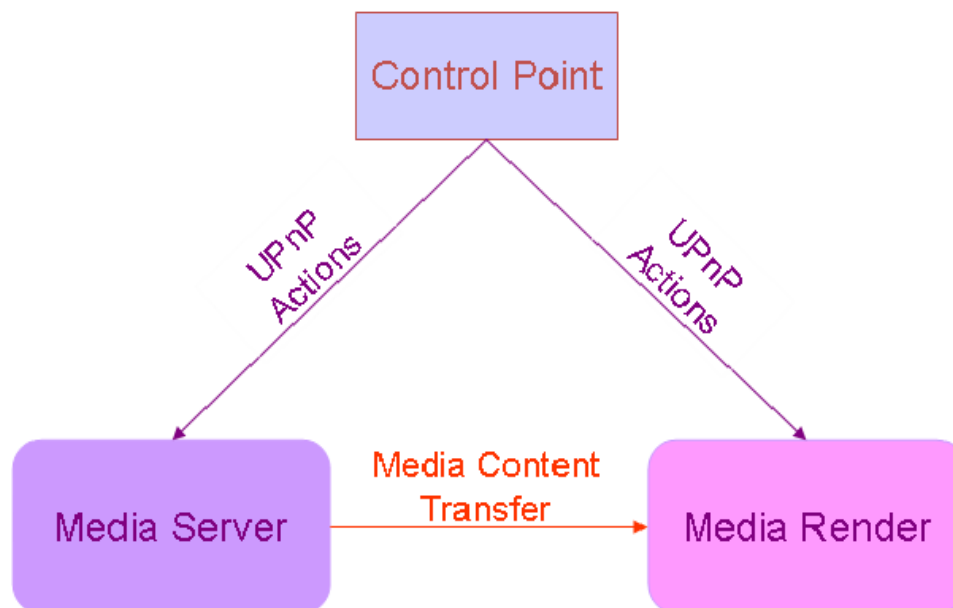 Control Point
UPnP
Actions
UPnP
Actions
Media Content
Transfer
Media Server
Media Render